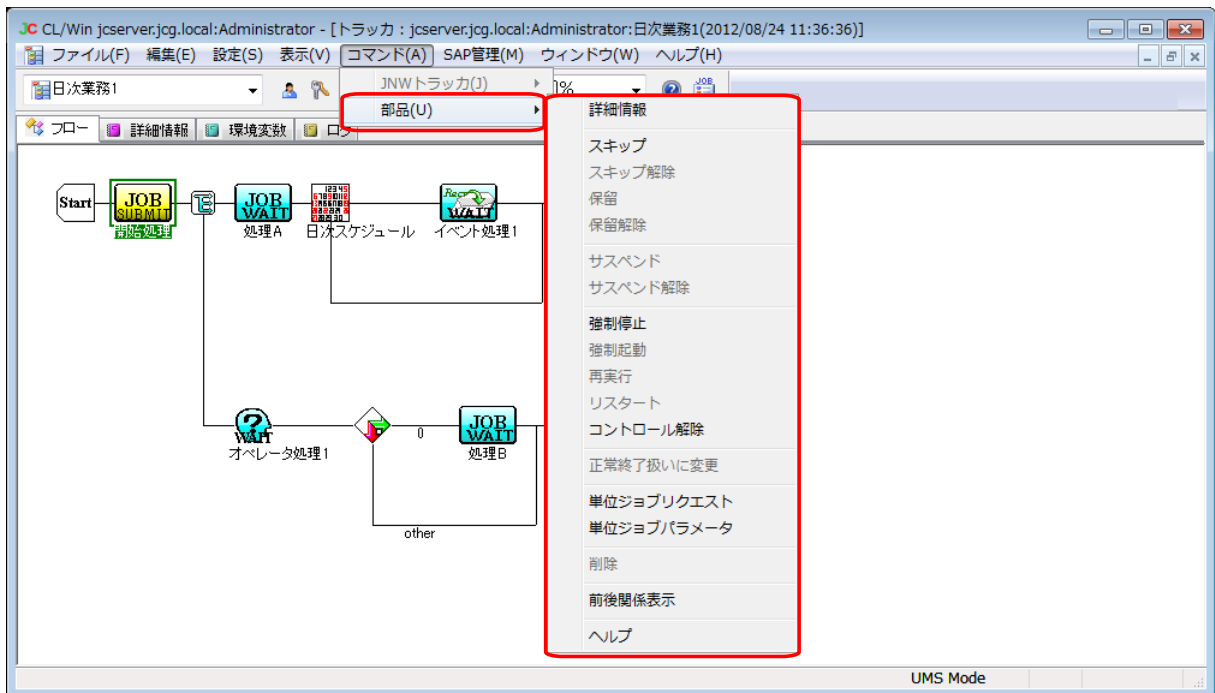 JC CL/Win jcserver.jcg.local:Administrator - [トラッカ : jcserver.jcg.local:Administrator:日次業務1(2012/08/24 11:36:36)]
ファイル(F) 編集(E) 設定(S) 表示(V) コマンド(A) SAP管理(M) ウィンドウ(W) ヘルプ(H)
日次業務1
JNWトラッカ(J)
部品(U)
フロー 詳細情報 環境変数
詳細情報
スキップ
スキップ解除
保留
保留解除
サスペンド
サスペンド解除
強制停止
強制起動
再実行
リスタート
コントロール解除
正常終了扱いに変更
単位ジョブリクエスト
単位ジョブパラメータ
削除
前後関係表示
ヘルプ
Start
JOB
SUBMIT
開始処理
JOB
WAIT
処理A
日次スケジュール
WAIT
イベント処理1
WAIT
オペレータ処理1
0
JOB
WAIT
処理B
other
UMS Mode